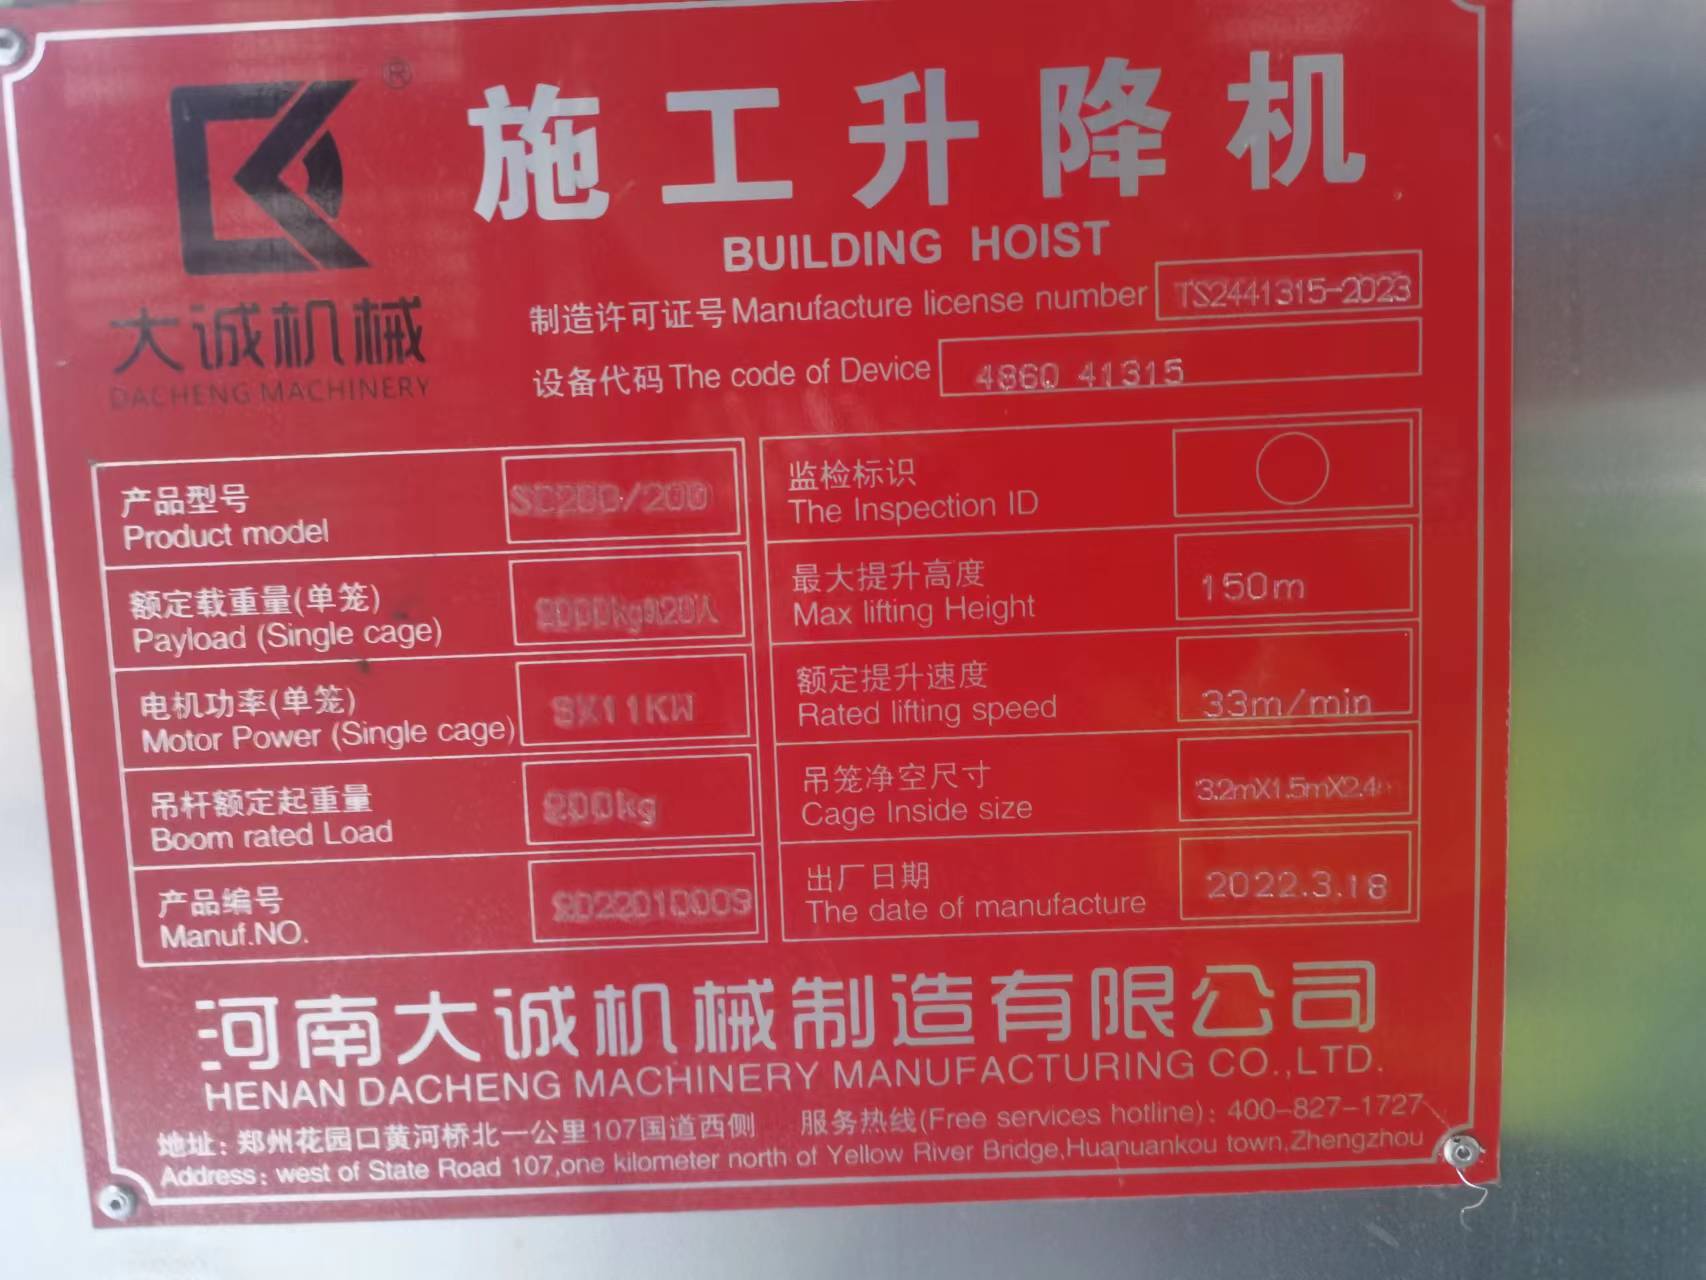 ®
施工升降机
BUILDING HOIST
大诚机械
DACHENG MACHINERY
制造许可证号 Manufacture license number TS2441315-2023
设备代码 The code of Device 4860 41315
产品型号 SC200/200
Product model
额定载重量(单笼)
Payload (Single cage)
电机功率(单笼)
Motor Power (Single cage)
吊杆额定起重量 200kg
Boom rated Load
产品编号
Manuf.NO.
监检标识
The Inspection ID
最大提升高度 150m
Max lifting Height
额定提升速度 33m/min
Rated lifting speed
吊笼净空尺寸 3.2mX1.5mX2.4m
Cage Inside size
出厂日期 2022.3.18
The date of manufacture
河南大诚机械制造有限公司
HENAN DACHENG MACHINERY MANUFACTURING CO.,LTD.
地址: 郑州花园口黄河桥北一公里107国道西侧 服务热线(Free services hotline): 400-827-1727
Address: west of State Road 107,one kilometer north of Yellow River Bridge,Huanuankou town,Zhengzhou